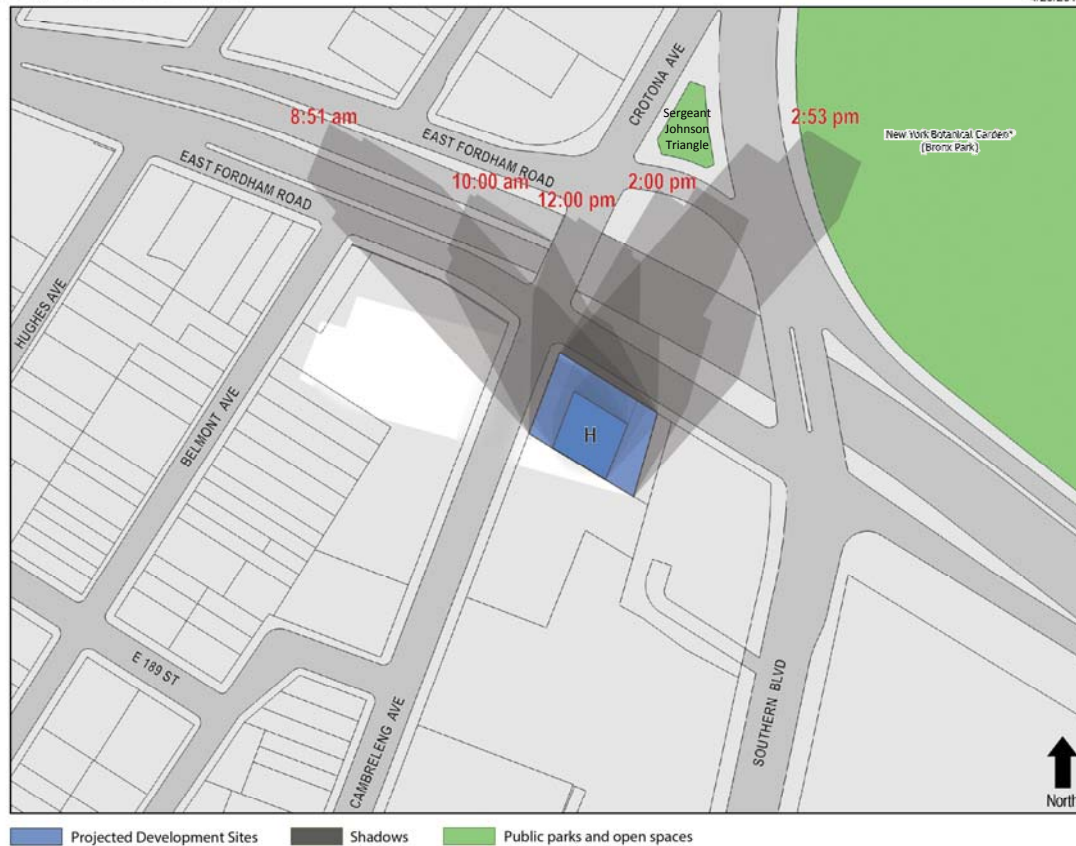 CROTONA AVE
8:51 am
Sergeant
Johnson
Triangle
2:53 pm
New York Botanical Garden*
(Bronx Park)
EAST FORDHAM ROAD
EAST FORDHAM ROAD
10:00 am
12:00 pm
2:00 pm
HUGHES AVE
BELMONT AVE
H
E 189 ST
CAMBRELENG AVE
SOUTHERN BLVD
North
Projected Development Sites
Shadows
Public parks and open spaces